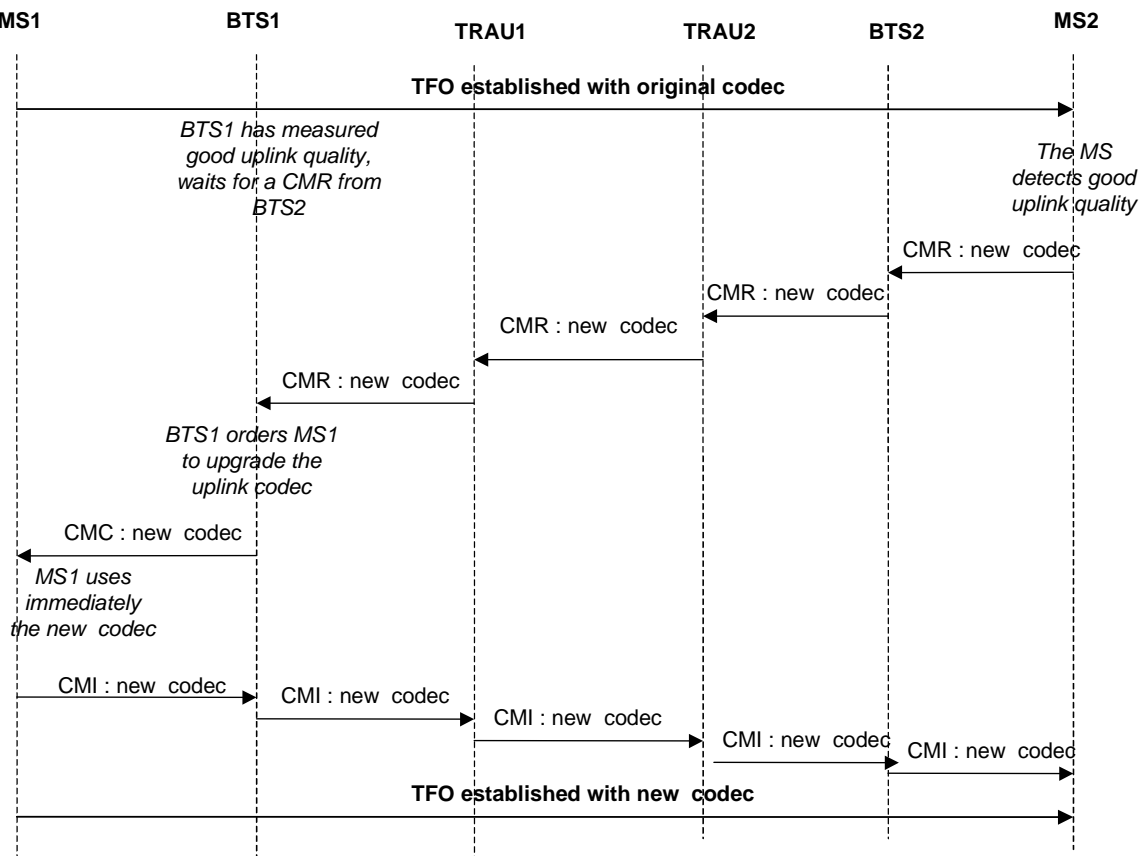 MS1
BTS1
TRAU1
TRAU2
BTS2
MS2
TFO established with original codec
BTS1 has measured
good uplink quality,
waits for a CMR from
BTS2
The MS
detects good
uplink quality
CMR : new codec
CMR : new codec
CMR : new codec
CMR : new codec
BTS1 orders MS1
to upgrade the
uplink codec
CMC : new codec
MS1 uses
immediately
the new codec
CMI : new codec
CMI : new codec
CMI : new codec
CMI : new codec
CMI : new codec
TFO established with new codec